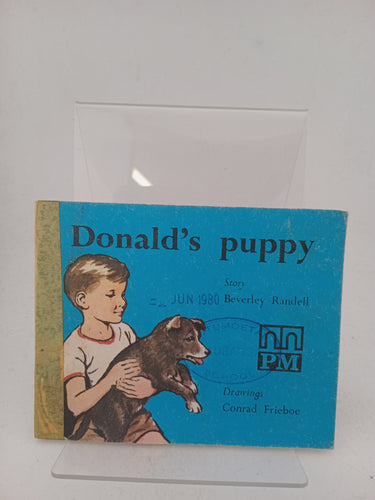 Donald's puppy
Story
JUN 1980 Beverley Randell
PM
Drawings
Conrad Frieboe